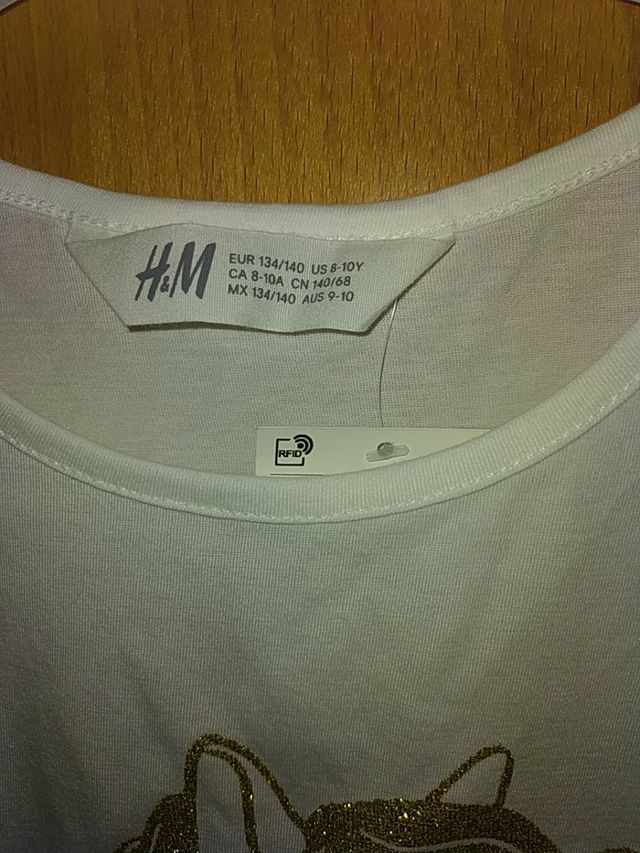 H&M
EUR 134/140 US 8-10Y
CA 8-10A CN 140/68
MX 134/140 AUS 9-10
RFID